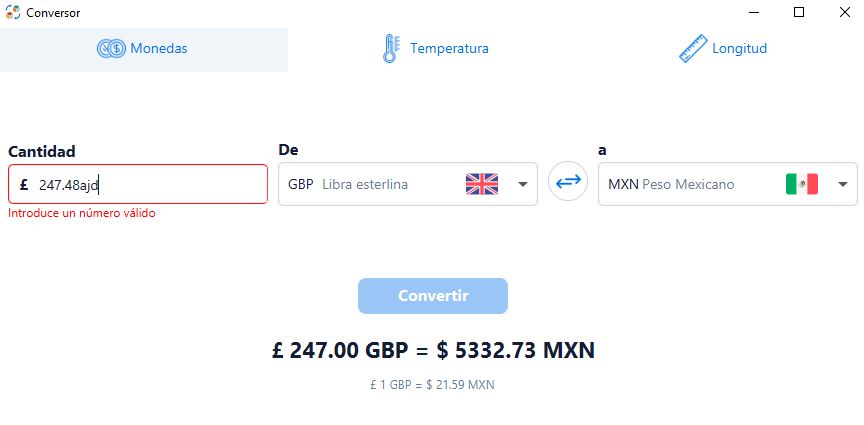 Conversor
Monedas
Temperatura
Longitud
Cantidad
De
a
£ 247.48ajd
GBP Libra esterlina
MXN Peso Mexicano
Introduce un número válido
Convertir
£ 247.00 GBP = $ 5332.73 MXN
£ 1 GBP = $ 21.59 MXN